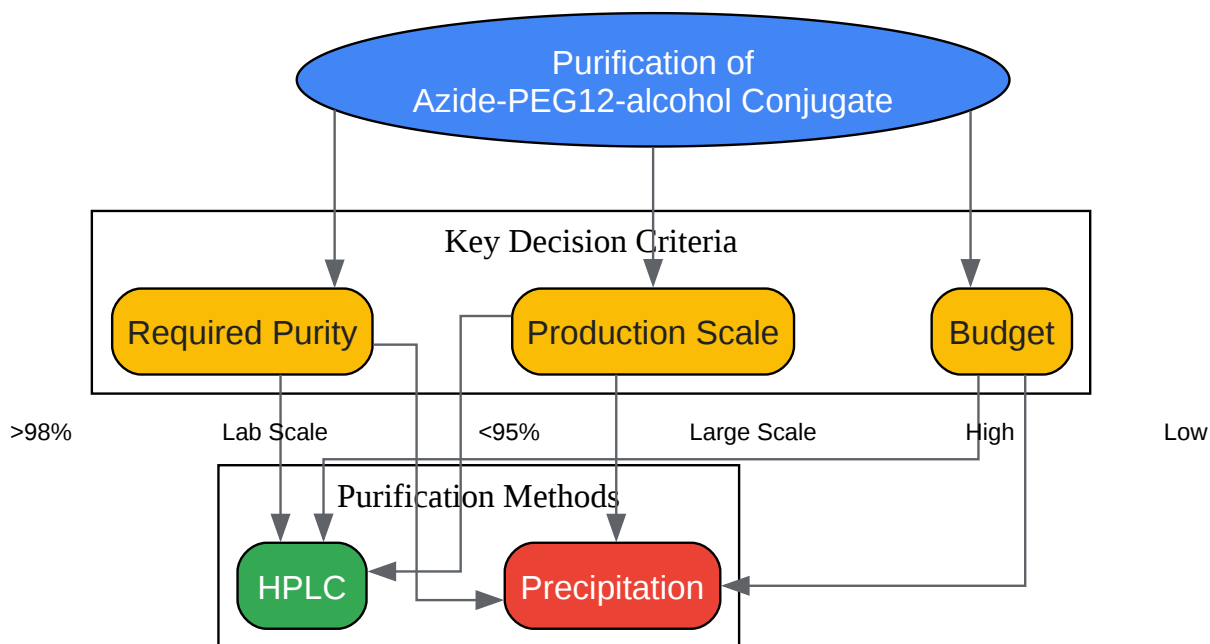 Purification of
Azide-PEG12-alcohol Conjugate
Key Decision Criteria
Required Purity
Production Scale
Budget
>98%
Lab Scale
<95%
Large Scale
High
Low
Purification Methods
HPLC
Precipitation